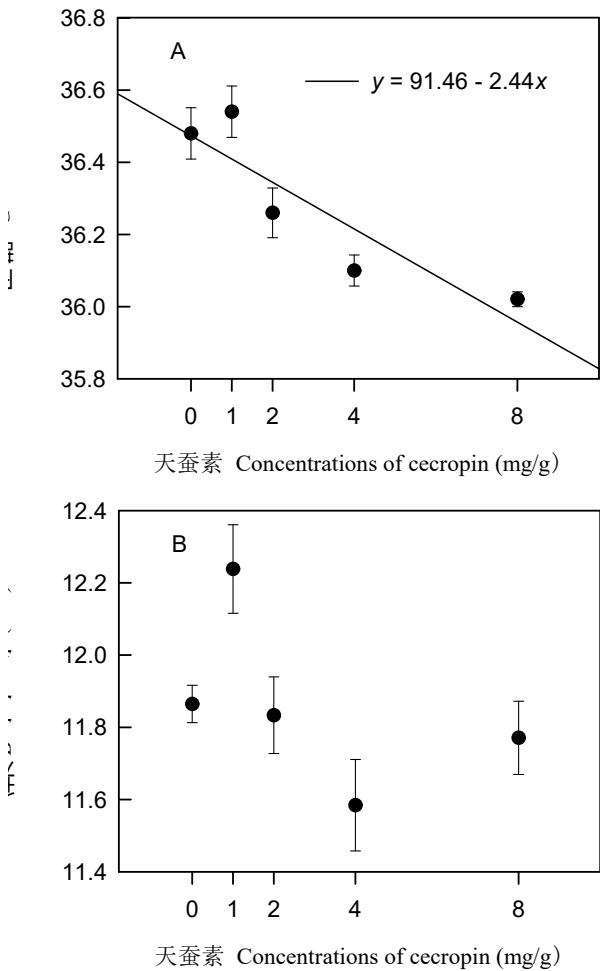 36.8
A
y = 91.46 - 2.44x
36.6
36.4
36.2
36.0
35.8
0 1 2 4 8
天蚕素 Concentrations of cecropin (mg/g）
12.4
B
12.2
12.0
11.8
11.6
11.4
0 1 2 4 8
天蚕素 Concentrations of cecropin (mg/g）